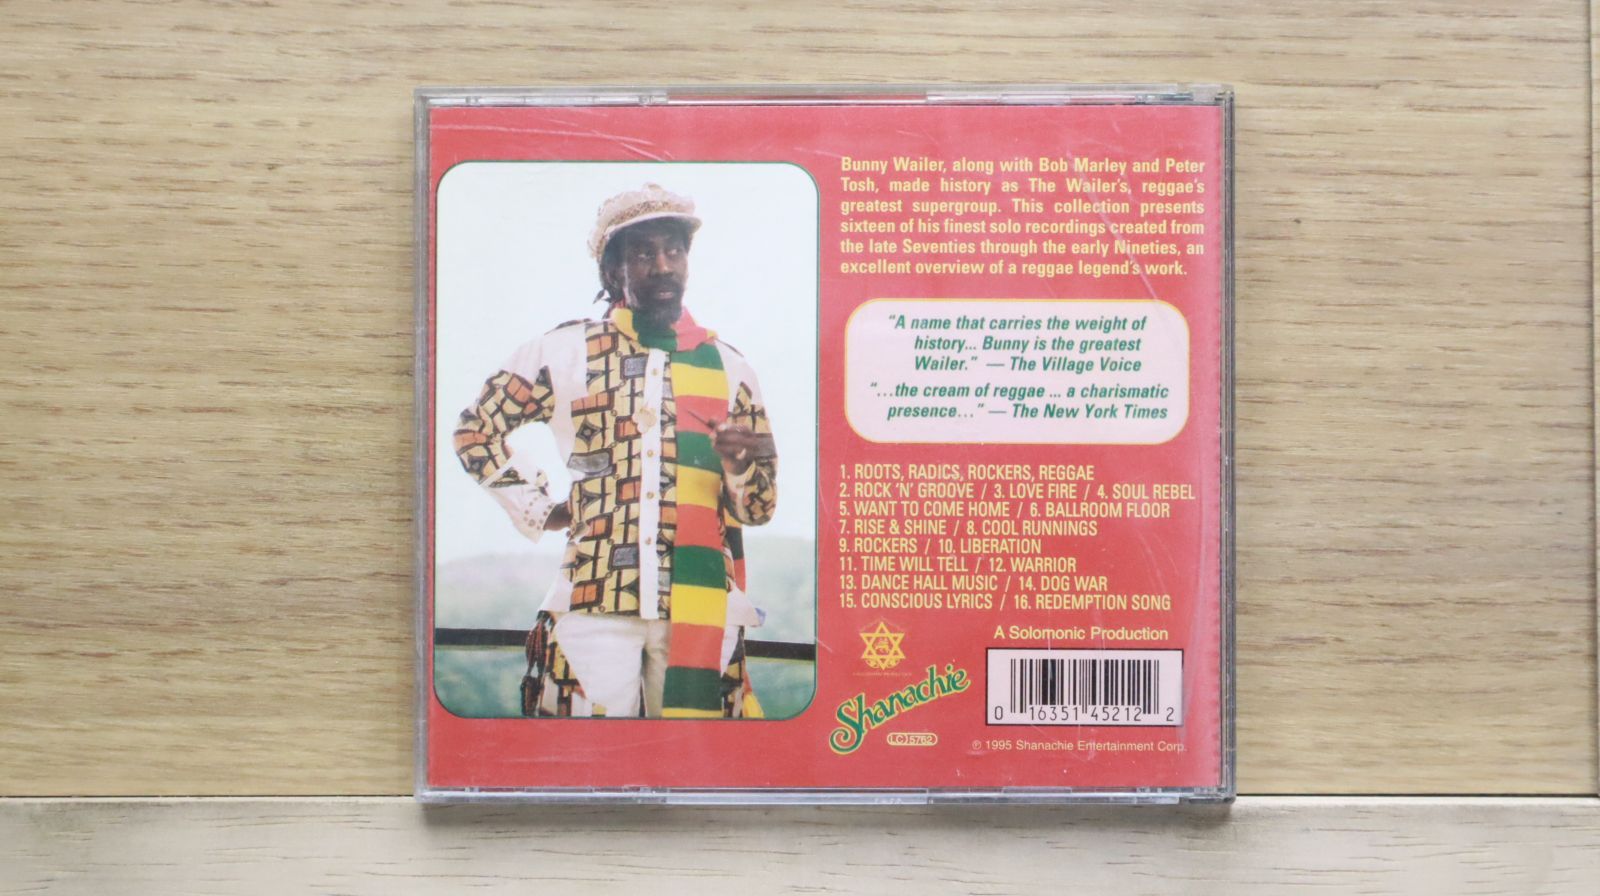 Bunny Wailer, along with Bob Marley and Peter
Tosh, made history as The Wailer's, reggae's
greatest supergroup. This collection presents
sixteen of his finest solo recordings created from
the late Seventies through the early Nineties, an
excellent overview of a reggae legend's work.
“A name that carries the weight of
history... Bunny is the greatest
Wailer.” — The Village Voice
“...the cream of reggae ... a charismatic
presence...” — The New York Times
1. ROOTS, RADICS, ROCKERS, REGGAE
2. ROCK 'N' GROOVE / 3. LOVE FIRE / 4. SOUL REBEL
5. WANT TO COME HOME / 6. BALLROOM FLOOR
7. RISE & SHINE / 8. COOL RUNNINGS
9. ROCKERS / 10. LIBERATION
11. TIME WILL TELL / 12. WARRIOR
13. DANCE HALL MUSIC / 14. DOG WAR
15. CONSCIOUS LYRICS / 16. REDEMPTION SONG
A Solomonic Production
Shanachie
LC 5762
0 16351 45212 2
℗ 1995 Shanachie Entertainment Corp.